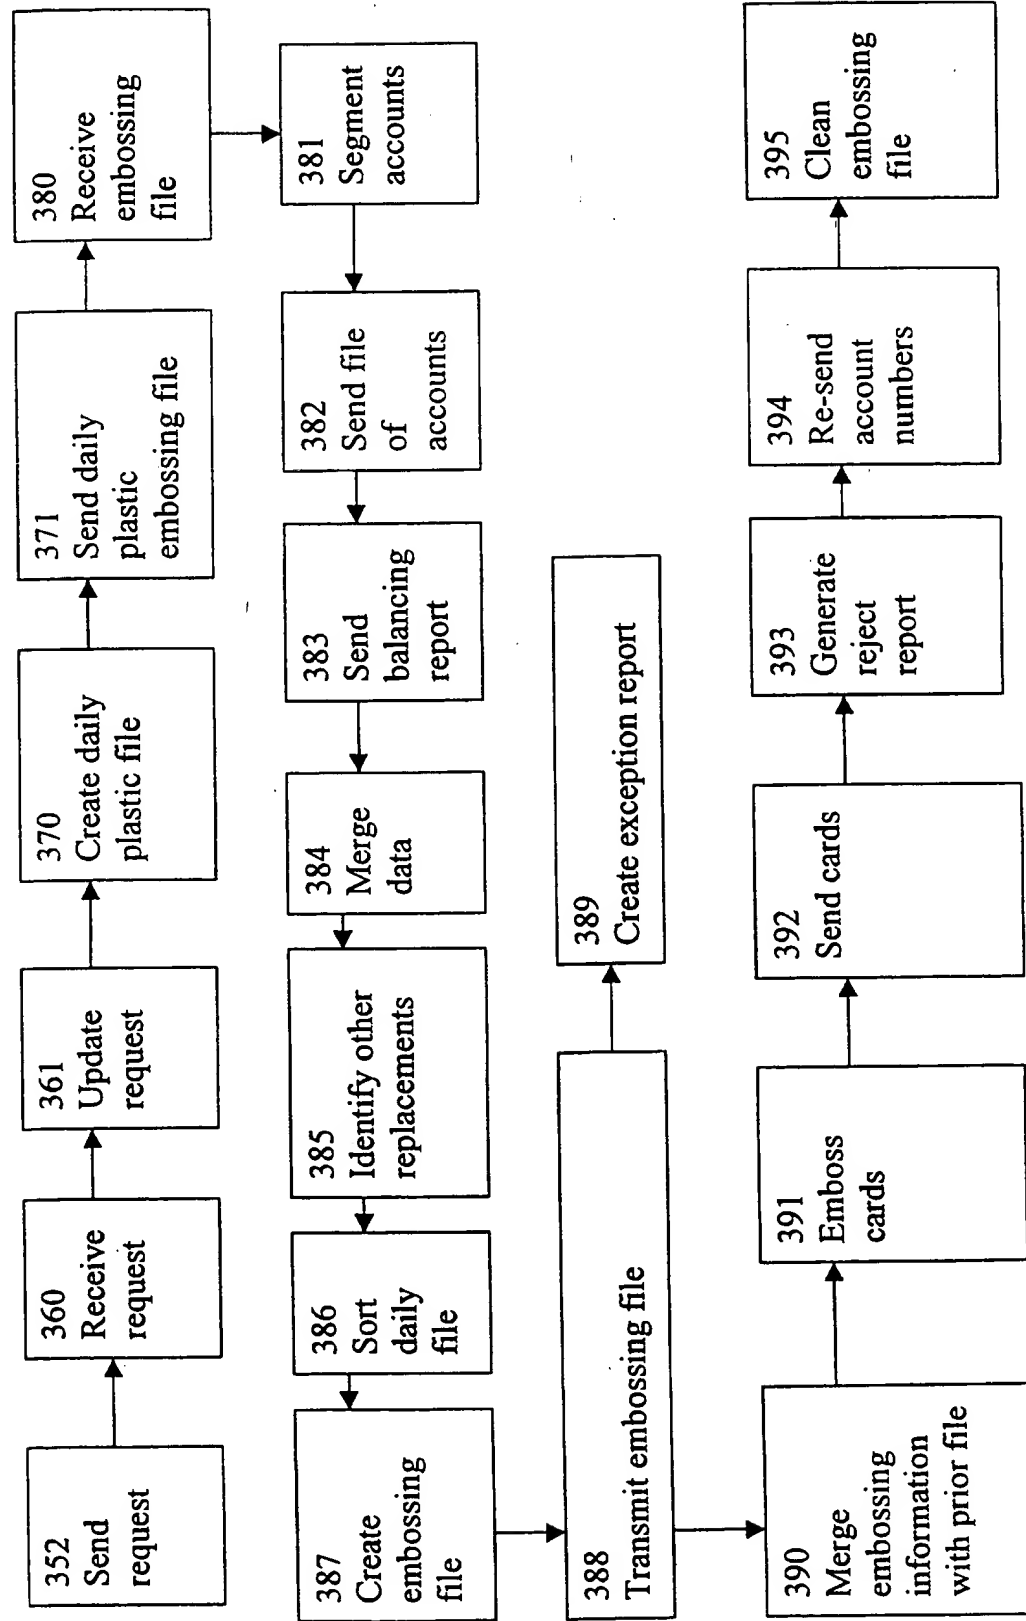 352
Send
request
360
Receive
request
361
Update
request
370
Create daily
plastic file
371
Send daily
plastic
embossing file
380
Receive
embossing
file
381
Segment
accounts
382
Send file
of
accounts
383
Send
balancing
report
384
Merge
data
385
Identify other
replacements
386
Sort
daily
file
387
Create
embossing
file
388
Transmit embossing file
389
Create exception report
390
Merge
embossing
information
with prior file
391
Emboss
cards
392
Send cards
393
Generate
reject
report
394
Re-send
account
numbers
395
Clean
embossing
file